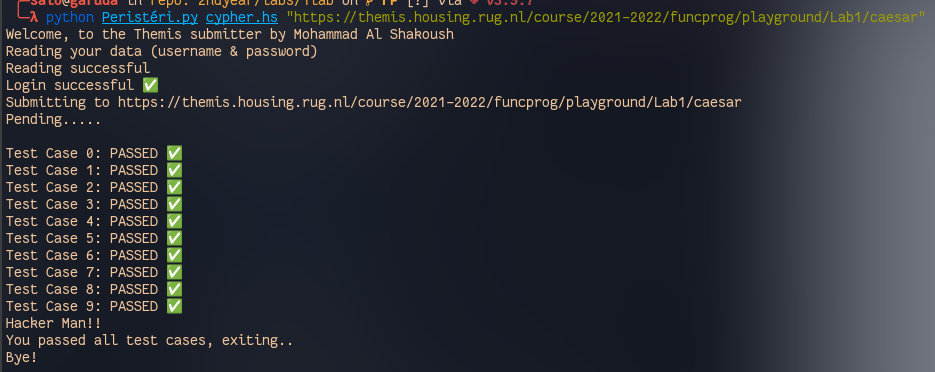 sato@garuda in repo: 2ndyear/labs/flab on FP [?] via v3.9.7
╰─λ python Peristéri.py cypher.hs "https://themis.housing.rug.nl/course/2021-2022/funcprog/playground/Lab1/caesar"
Welcome, to the Themis submitter by Mohammad Al Shakoush
Reading your data (username & password)
Reading successful
Login successful ✅
Submitting to https://themis.housing.rug.nl/course/2021-2022/funcprog/playground/Lab1/caesar
Pending.....
Test Case 0: PASSED ✅
Test Case 1: PASSED ✅
Test Case 2: PASSED ✅
Test Case 3: PASSED ✅
Test Case 4: PASSED ✅
Test Case 5: PASSED ✅
Test Case 6: PASSED ✅
Test Case 7: PASSED ✅
Test Case 8: PASSED ✅
Test Case 9: PASSED ✅
Hacker Man!!
You passed all test cases, exiting..
Bye!